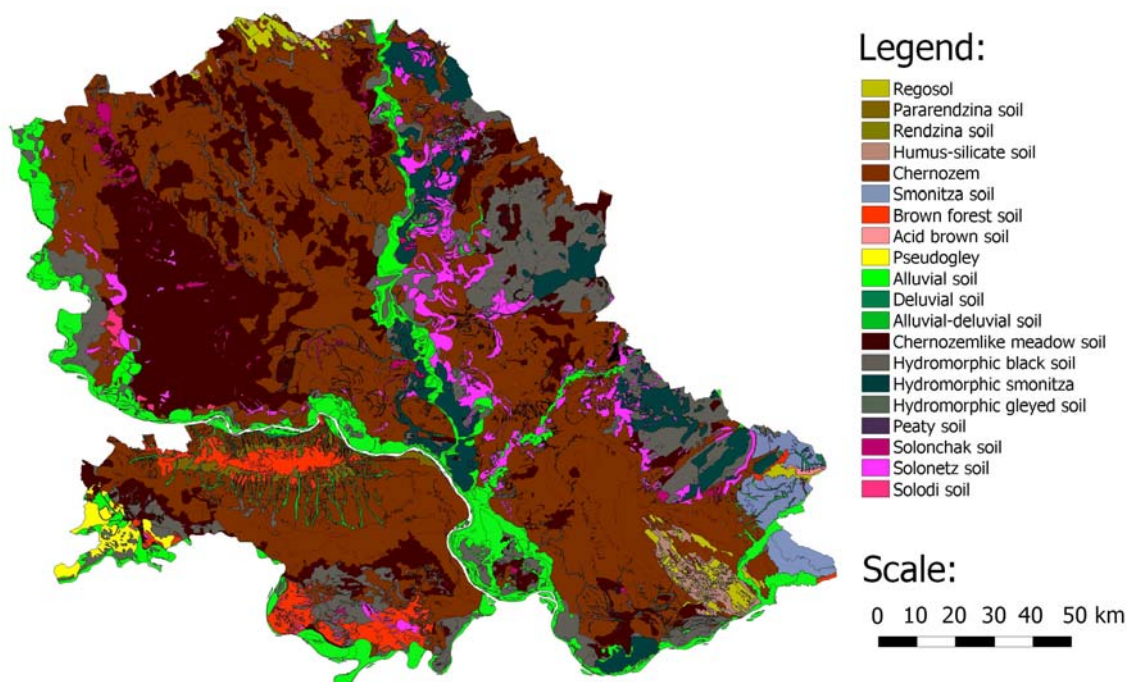 Legend:
Regosol
Pararendzina soil
Rendzina soil
Humus-silicate soil
Chernozem
Smonitza soil
Brown forest soil
Acid brown soil
Pseudogley
Alluvial soil
Deluvial soil
Alluvial-deluvial soil
Chernozemlike meadow soil
Hydromorphic black soil
Hydromorphic smonitza
Hydromorphic gleyed soil
Peaty soil
Solonchak soil
Solonetz soil
Solodi soil
Scale:
0 10 20 30 40 50 km